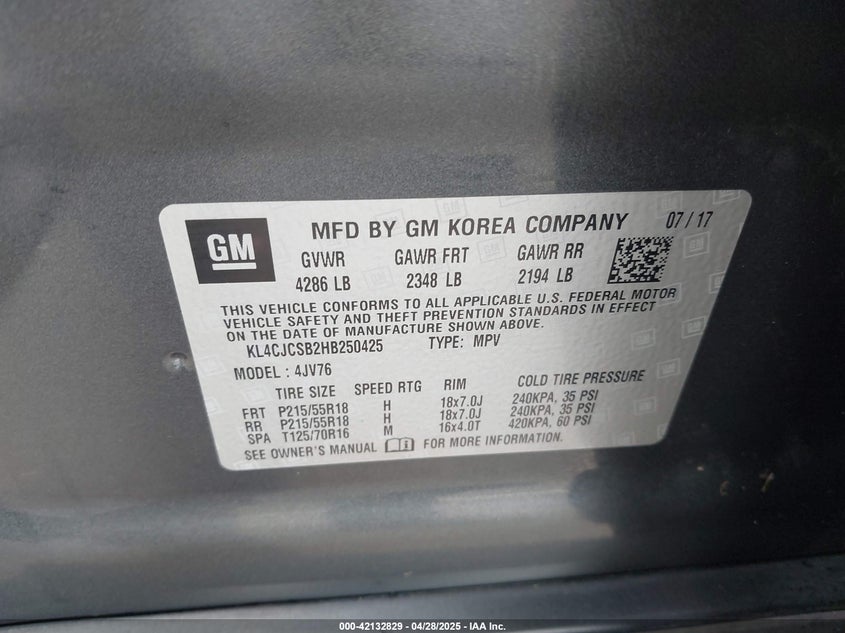 GM
MFD BY GM KOREA COMPANY 07 / 17
GVWR GAWR FRT GAWR RR
4286 LB 2348 LB 2194 LB
THIS VEHICLE CONFORMS TO ALL APPLICABLE U.S. FEDERAL MOTOR
VEHICLE SAFETY AND THEFT PREVENTION STANDARDS IN EFFECT
ON THE DATE OF MANUFACTURE SHOWN ABOVE.
KL4CJCSB2HB250425 TYPE: MPV
MODEL : 4JV76
TIRE SIZE SPEED RTG RIM COLD TIRE PRESSURE
FRT P215/55R18 H 18x7.0J 240KPA, 35 PSI
RR P215/55R18 H 18x7.0J 240KPA, 35 PSI
SPA T125/70R16 M 16x4.0T 420KPA, 60 PSI
SEE OWNER'S MANUAL FOR MORE INFORMATION.
000-42132829 - 04/28/2025 - IAA Inc.